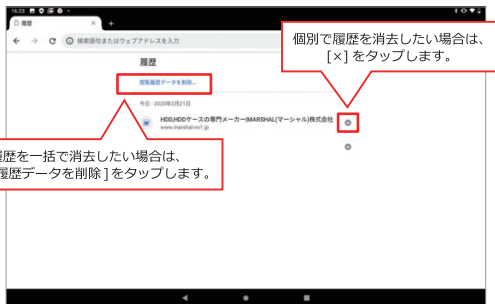 16:23
履歴
検索語句またはウェブアドレスを入力
個別で履歴を消去したい場合は、
[×] をタップします。
履歴
閲覧履歴データを削除...
今日 - 2020年2月21日
HDD,HDDケースの専門メーカー|MARSHAL(マーシャル)株式会社
www.marshal-no1.jp
履歴を一括で消去したい場合は、
履歴データを削除 ] をタップします。